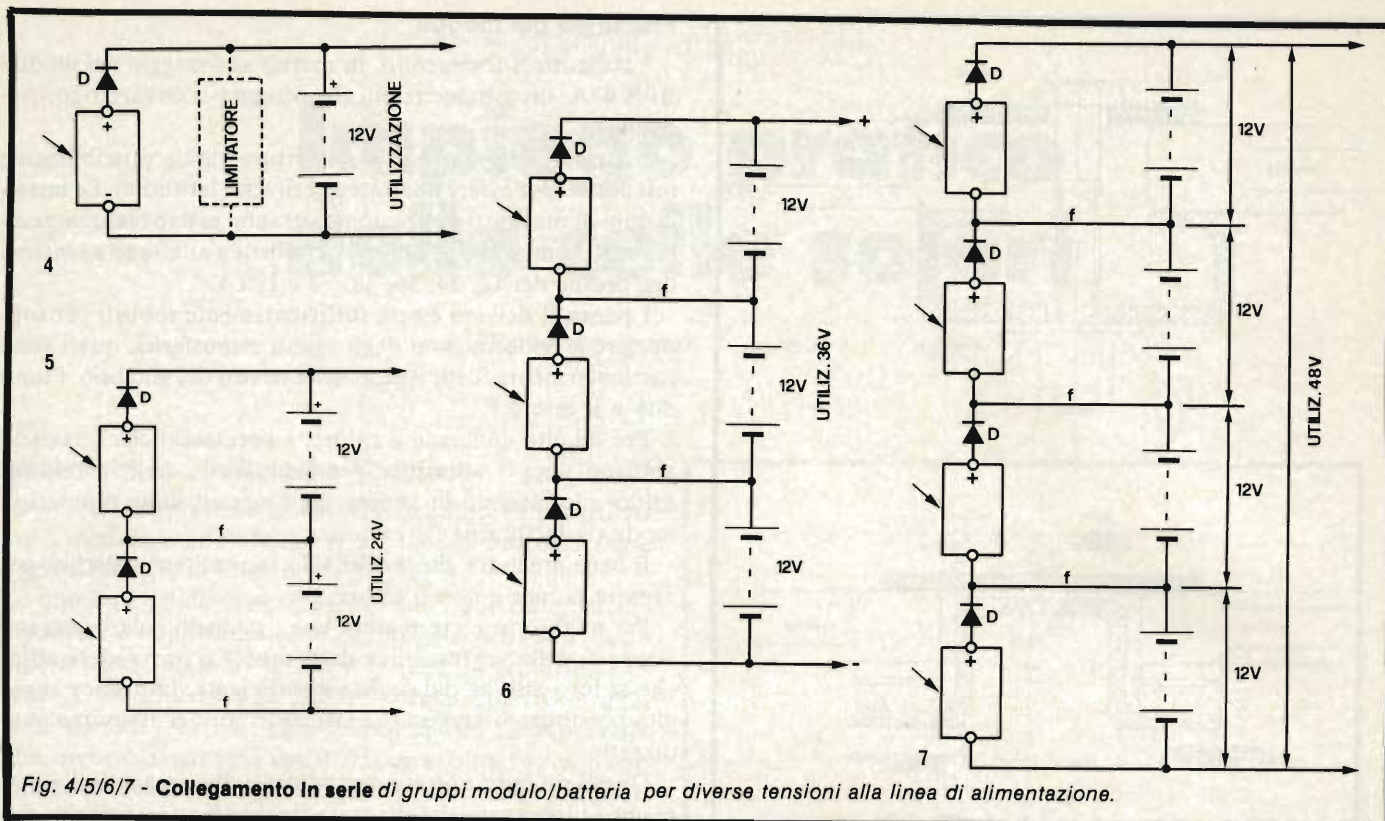 D
+
-
LIMITATORE
+
12V
UTILIZZAZIONE
4
5
D
D
f
f
+
12V
+
12V
UTILIZ. 24V
6
D
+
D
+
D
+
f
f
12V
12V
12V
+
-
UTILIZ. 36V
7
D
+
D
D
D
f
f
f
12V
12V
12V
12V
UTILIZ. 48V
Fig. 4/5/6/7 - Collegamento in serie di gruppi modulo/batteria per diverse tensioni alla linea di alimentazione.